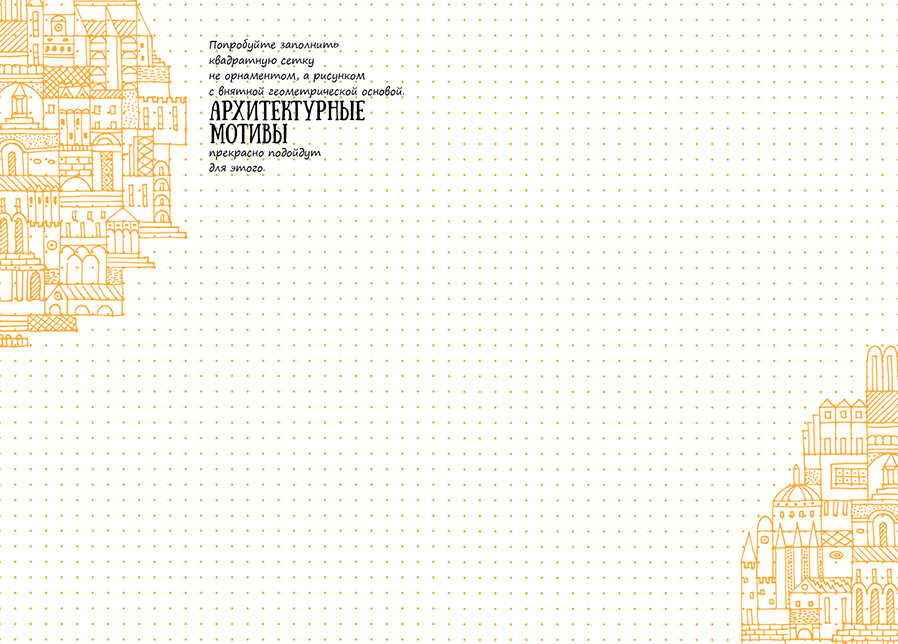 Попробуйте заполнить
квадратную сетку
не орнаментом, а рисунком
с внятной геометрической основой.
АРХИТЕКТУРНЫЕ
МОТИВЫ
прекрасно подойдут
для этого.